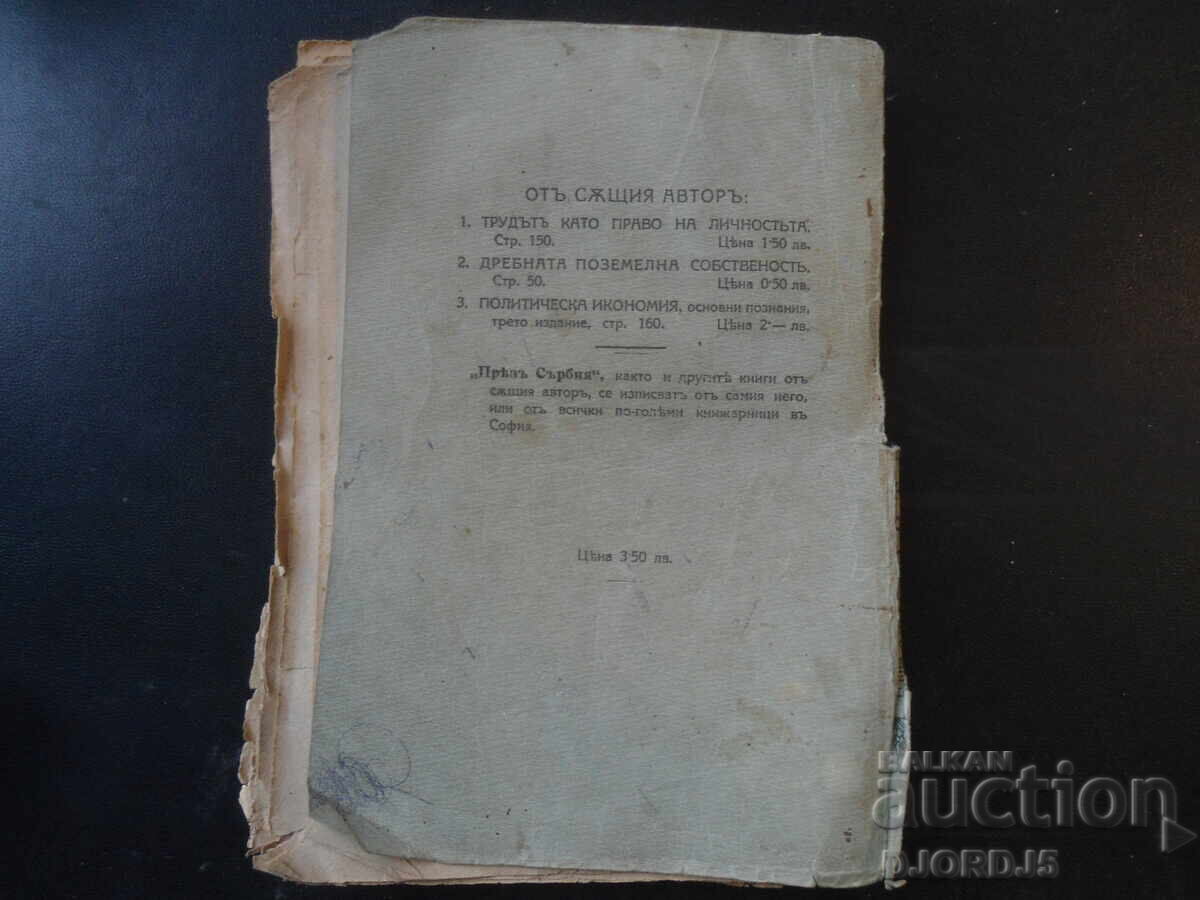 ОТЪ СѪЩИЯ АВТОРЪ:
1. ТРУДЪТЪ КАТО ПРАВО НА ЛИЧНОСТЬТА.
Стр. 150. Цѣна 1·50 лв.
2. ДРЕБНАТА ПОЗЕМЕЛНА СОБСТВЕНОСТЬ.
Стр. 50. Цѣна 0·50 лв.
3. ПОЛИТИЧЕСКА ИКОНОМИЯ, основни познания,
трето издание, стр. 160. Цѣна 2·— лв.
„Прѣзъ Сърбия“, както и другитѣ книги отъ
сѫщия авторъ, се изписватъ отъ самия него,
или отъ всички по-голѣми книжарници въ
София.
Цѣна 3·50 лв.
BALKAN
auction
DJORDJ5